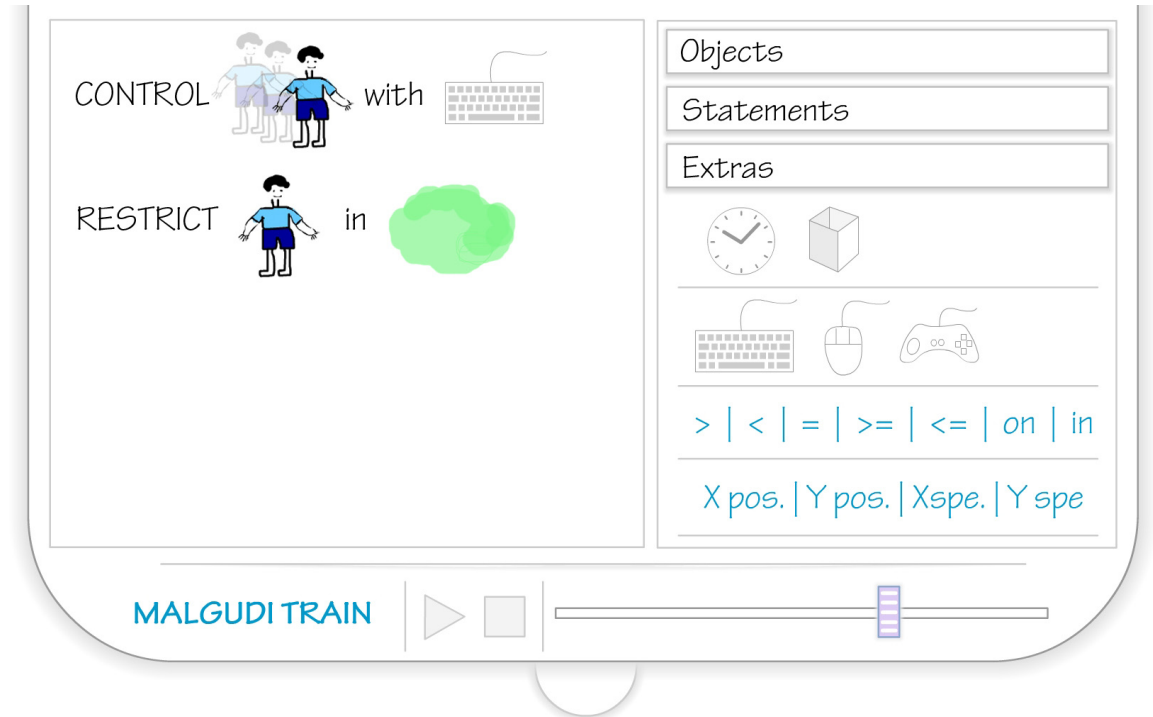 CONTROL with
RESTRICT in
Objects
Statements
Extras
> | < | = | >= | <= | on | in
X pos. | Y pos. | Xspe. | Y spe
MALGUDI TRAIN